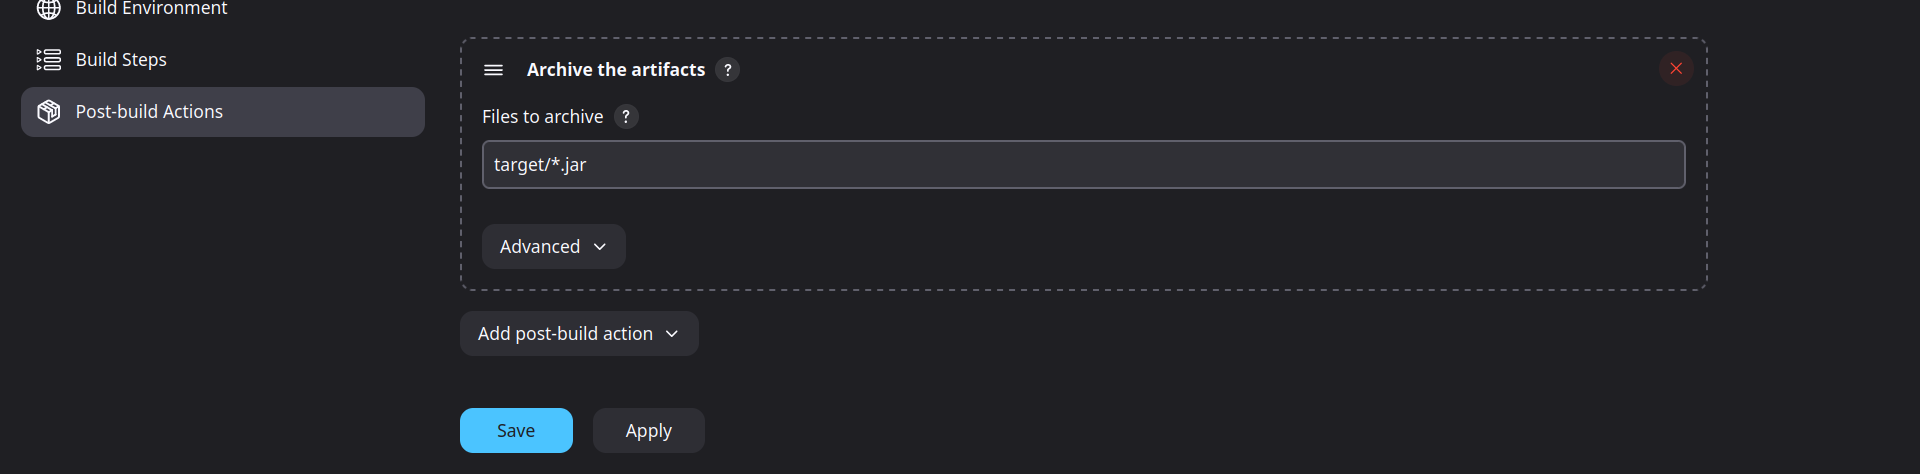 Build Environment
Build Steps
Post-build Actions
Archive the artifacts ?
Files to archive ?
target/*.jar
Advanced
Add post-build action
Save
Apply